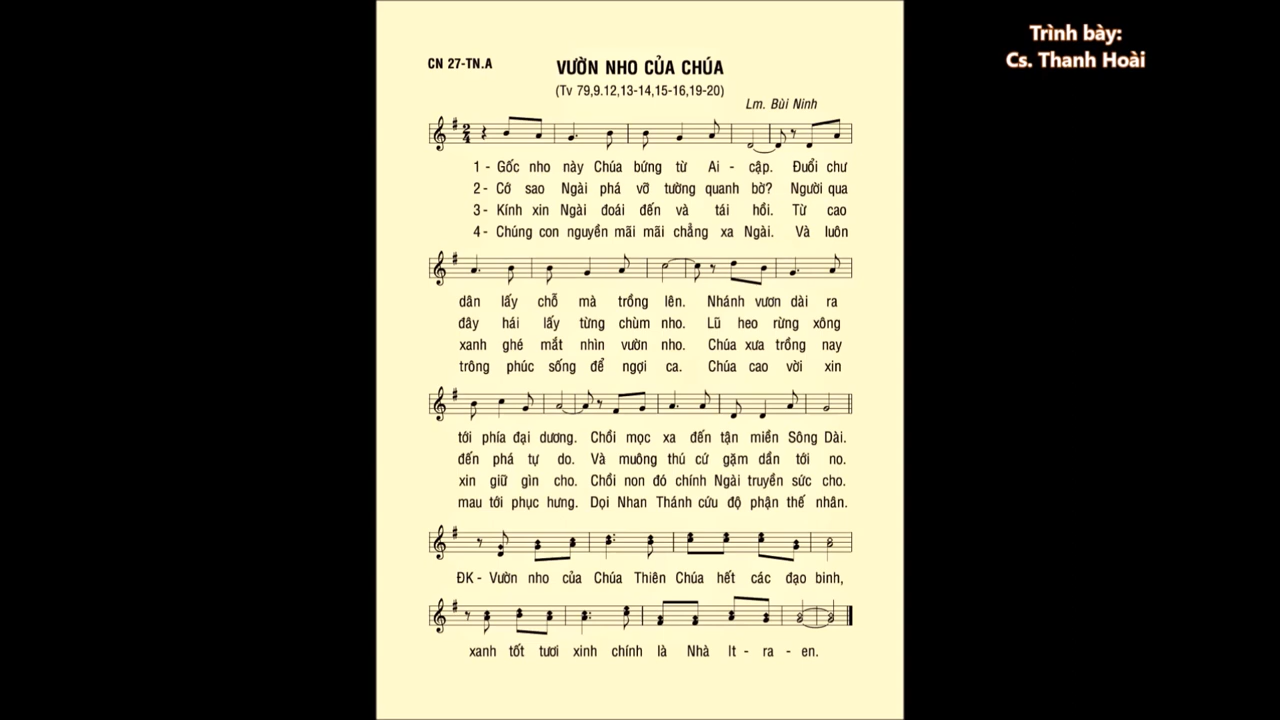 Trình bày:
Cs. Thanh Hoài
CN 27-TN.A
VƯỜN NHO CỦA CHÚA
(Tv 79,9.12,13-14,15-16,19-20)
Lm. Bùi Ninh
2
4
1 - Gốc nho này Chúa bứng từ Ai - cập. Đuổi chư
2 - Cớ sao Ngài phá vỡ tường quanh bờ? Người qua
3 - Kính xin Ngài đoái đến và tái hồi. Từ cao
4 - Chúng con nguyền mãi mãi chẳng xa Ngài. Và luôn
dân lấy chỗ mà trồng lên. Nhánh vươn dài ra
đây hái lấy từng chùm nho. Lũ heo rừng xông
xanh ghé mắt nhìn vườn nho. Chúa xưa trồng nay
trông phúc sống để ngợi ca. Chúa cao vời xin
tới phía đại dương. Chồi mọc xa đến tận miền Sông Dài.
đến phá tự do. Và muông thú cứ gặm dần tới no.
xin giữ gìn cho. Chồi non đó chính Ngài truyền sức cho.
mau tới phục hưng. Dọi Nhan Thánh cứu độ phận thế nhân.
ĐK - Vườn nho của Chúa Thiên Chúa hết các đạo binh,
xanh tốt tươi xinh chính là Nhà It - ra - en.